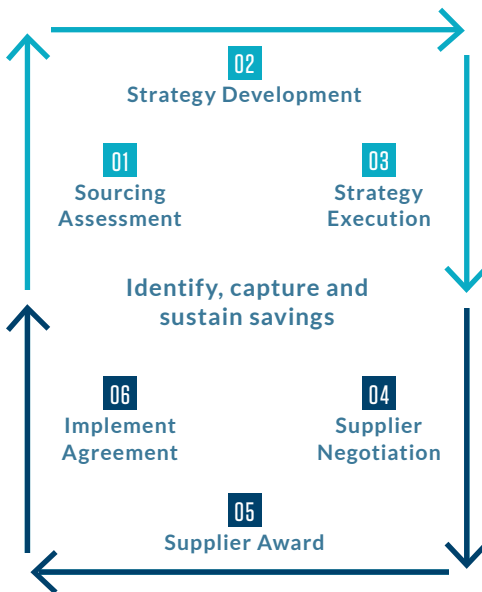 02
Strategy Development
01
Sourcing
Assessment
03
Strategy
Execution
Identify, capture and
sustain savings
06
Implement
Agreement
04
Supplier
Negotiation
05
Supplier Award